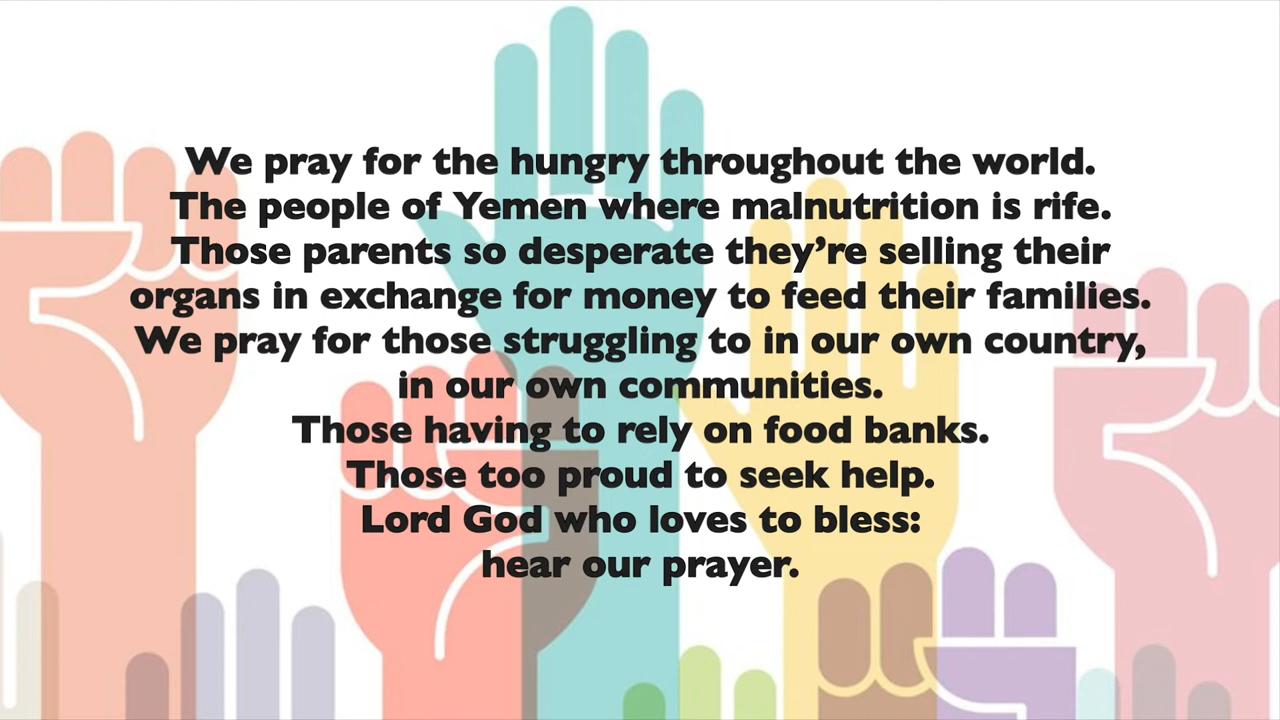 We pray for the hungry throughout the world.
The people of Yemen where malnutrition is rife.
Those parents so desperate they’re selling their
organs in exchange for money to feed their families.
We pray for those struggling to in our own country,
in our own communities.
Those having to rely on food banks.
Those too proud to seek help.
Lord God who loves to bless:
hear our prayer.